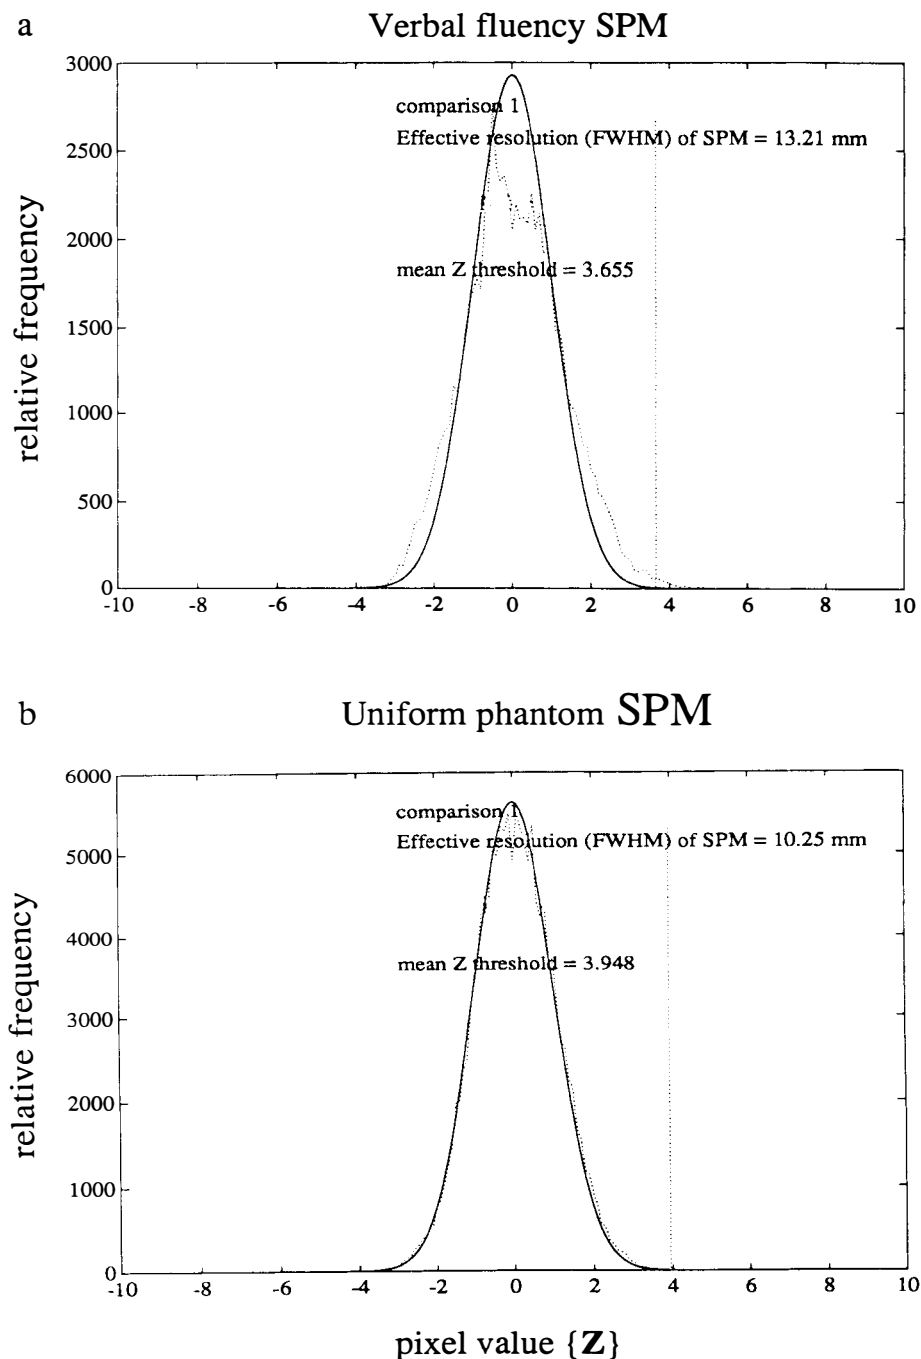 a
Verbal fluency SPM
3000
2500
2000
1500
1000
500
0
relative frequency
comparison 1
Effective resolution (FWHM) of SPM = 13.21 mm
mean Z threshold = 3.655
-10 -8 -6 -4 -2 0 2 4 6 8 10
b
Uniform phantom SPM
6000
5000
4000
3000
2000
1000
0
relative frequency
comparison 1
Effective resolution (FWHM) of SPM = 10.25 mm
mean Z threshold = 3.948
-10 -8 -6 -4 -2 0 2 4 6 8 10
pixel value {Z}